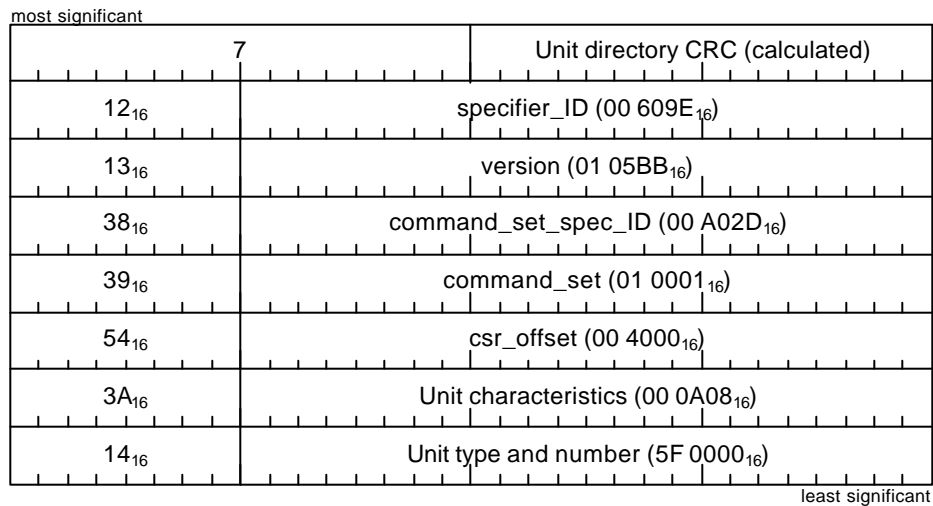 most significant
7 Unit directory CRC (calculated)
12₁₆ specifier_ID (00 609E₁₆)
13₁₆ version (01 05BB₁₆)
38₁₆ command_set_spec_ID (00 A02D₁₆)
39₁₆ command_set (01 0001₁₆)
54₁₆ csr_offset (00 4000₁₆)
3A₁₆ Unit characteristics (00 0A08₁₆)
14₁₆ Unit type and number (5F 0000₁₆)
least significant